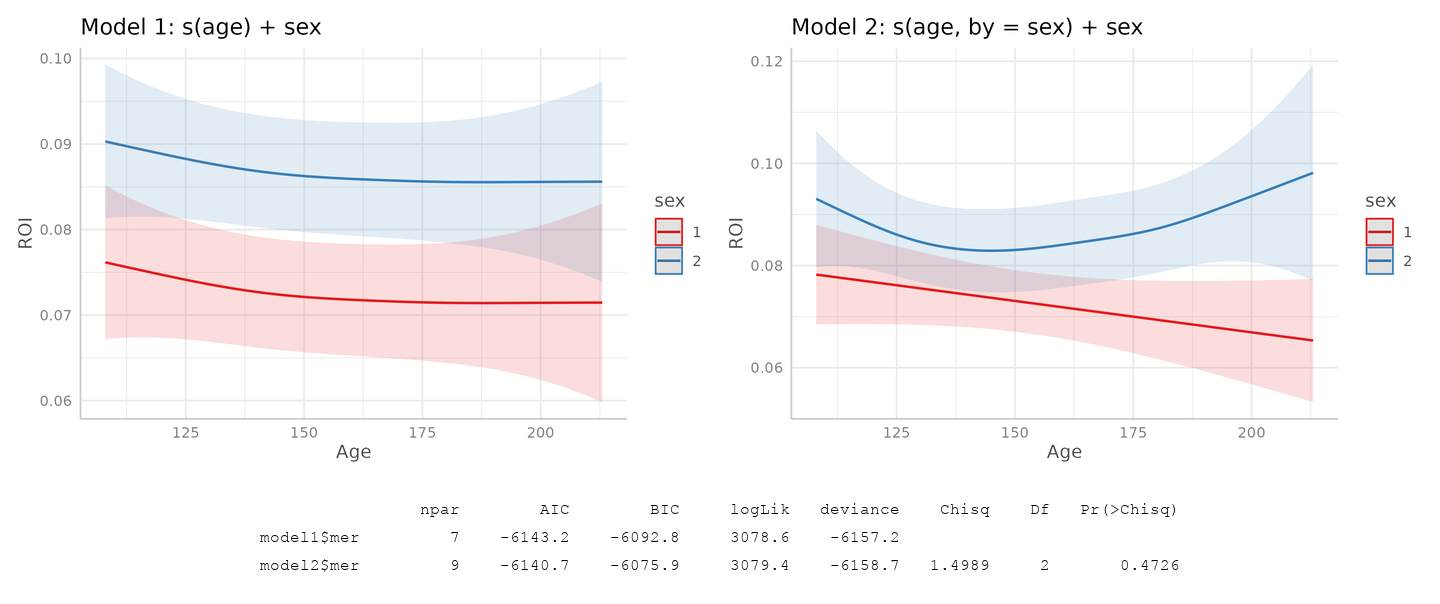 Model 1: s(age) + sex
0.10
0.09
0.08
0.07
0.06
ROI
125 150 175 200
Age
sex
1
2
Model 2: s(age, by = sex) + sex
0.12
0.10
0.08
0.06
ROI
125 150 175 200
Age
sex
1
2
npar AIC BIC logLik deviance Chisq Df Pr(>Chisq)
model1$mer 7 -6143.2 -6092.8 3078.6 -6157.2
model2$mer 9 -6140.7 -6075.9 3079.4 -6158.7 1.4989 2 0.4726